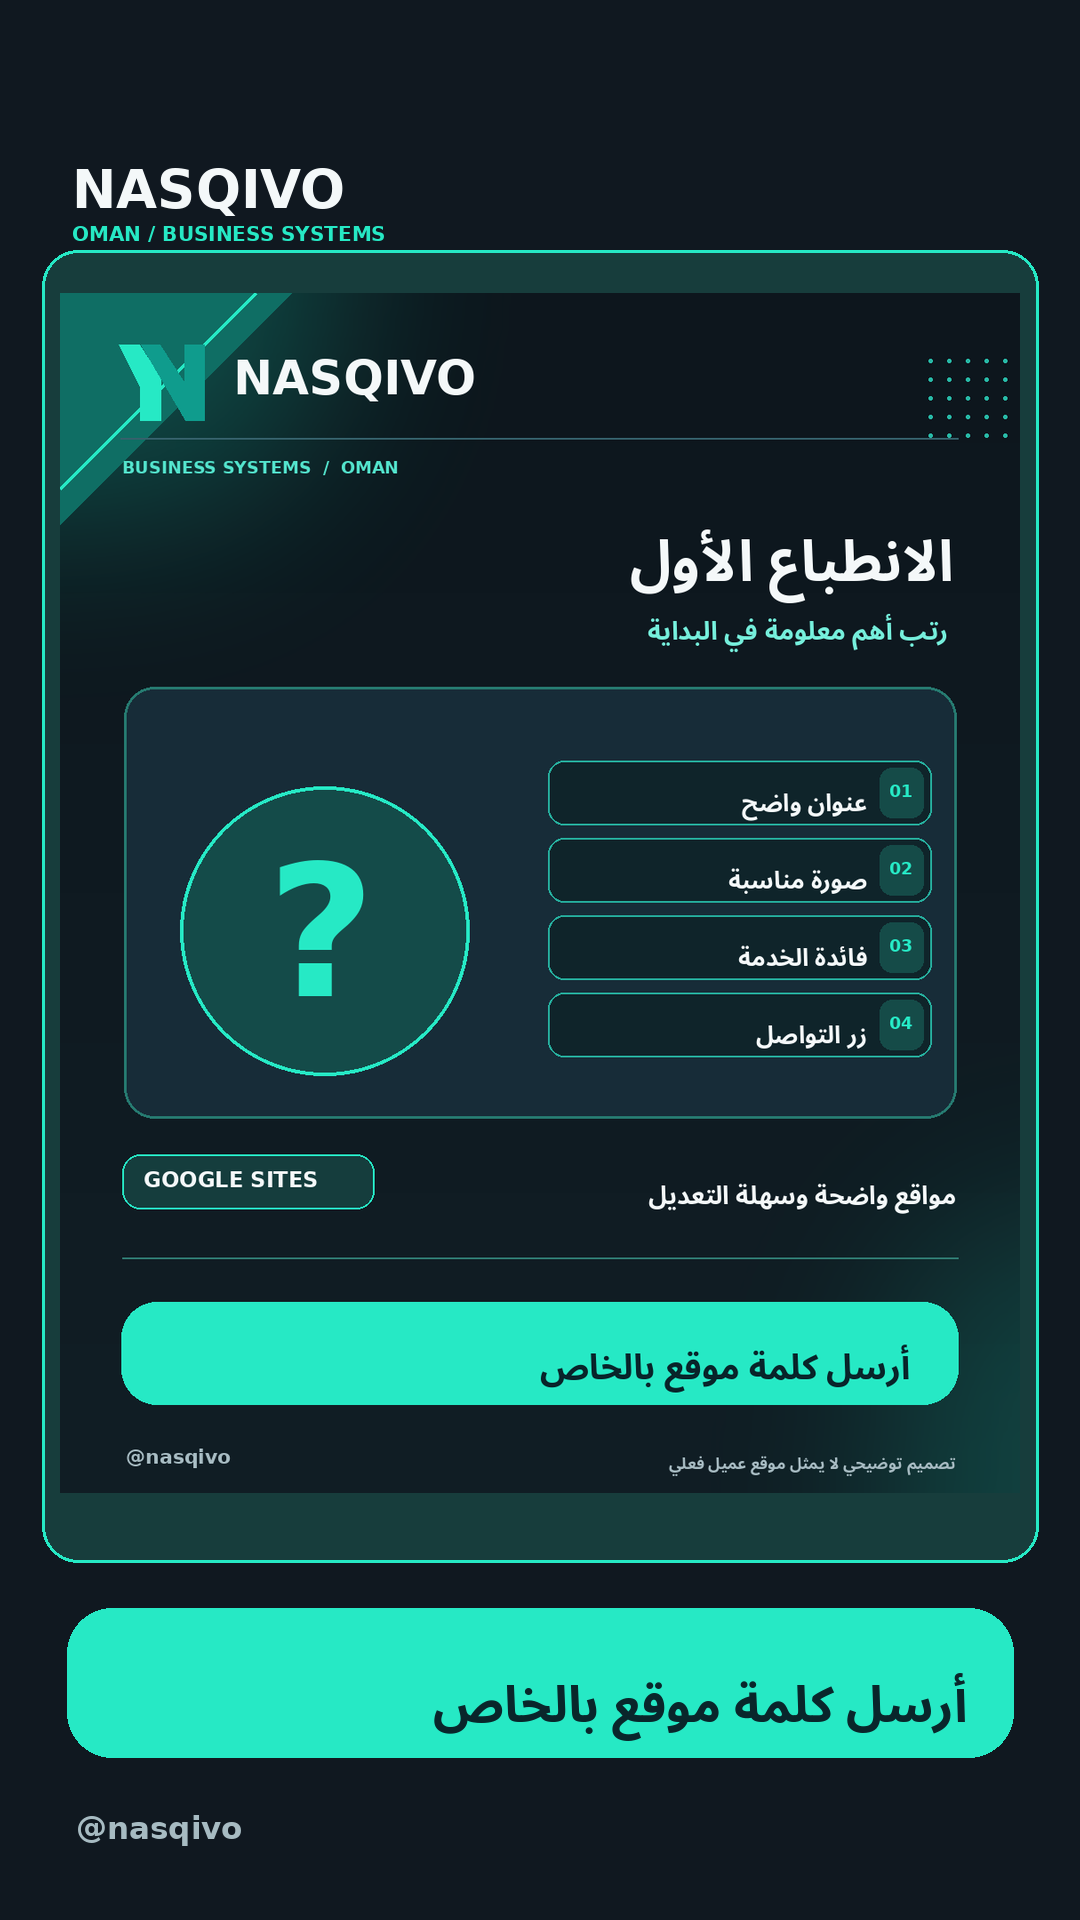 NASQIVO
OMAN / BUSINESS SYSTEMS
NASQIVO
BUSINESS SYSTEMS / OMAN
الانطباع الأول
رتب أهم معلومة في البداية
?
01 عنوان واضح
02 صورة مناسبة
03 فائدة الخدمة
04 زر التواصل
مواقع واضحة وسهلة التعديل
GOOGLE SITES
أرسل كلمة موقع بالخاص
تصميم توضيحي لا يمثل موقع عميل فعلي
@nasqivo
أرسل كلمة موقع بالخاص
@nasqivo